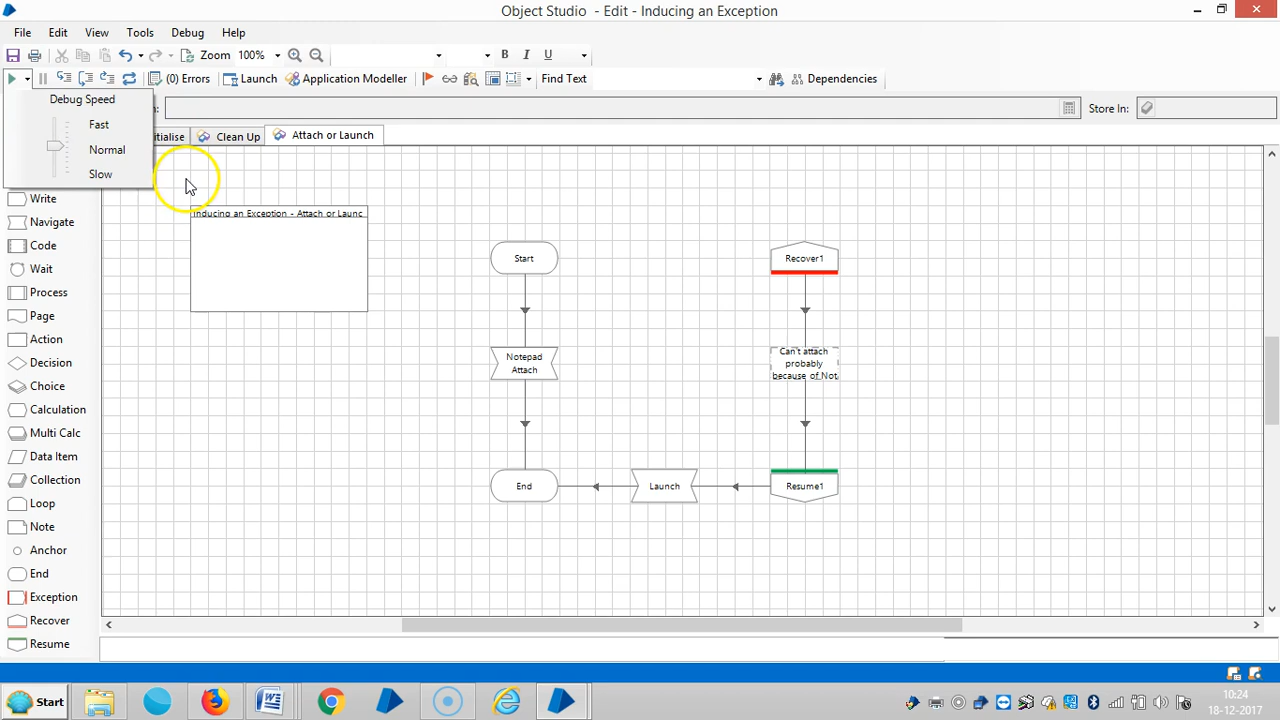 Object Studio - Edit - Inducing an Exception
File Edit View Tools Debug Help
Zoom 100% B I U
(0) Errors Launch Application Modeller Find Text Dependencies
Debug Speed
Fast
Normal
Slow
Store In:
itialise Clean Up Attach or Launch
Write
Navigate
Code
Wait
Process
Page
Action
Decision
Choice
Calculation
Multi Calc
Data Item
Collection
Loop
Note
Anchor
End
Exception
Recover
Resume
Inducing an Exception - Attach or Launc
Start
Notepad
Attach
End
Launch
Recover1
Can't attach
probably
because of Not
Resume1
Start
10:24
18-12-2017